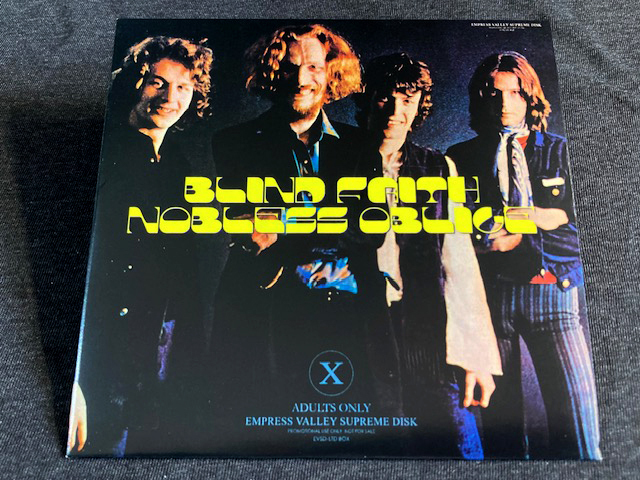 EMPRESS VALLEY SUPREME DISK
BLIND FAITH
NOBLESS OBLIGE
X
ADULTS ONLY
EMPRESS VALLEY SUPREME DISK
PROMOTIONAL USE ONLY NOT FOR SALE
EVSD-LTD BOX